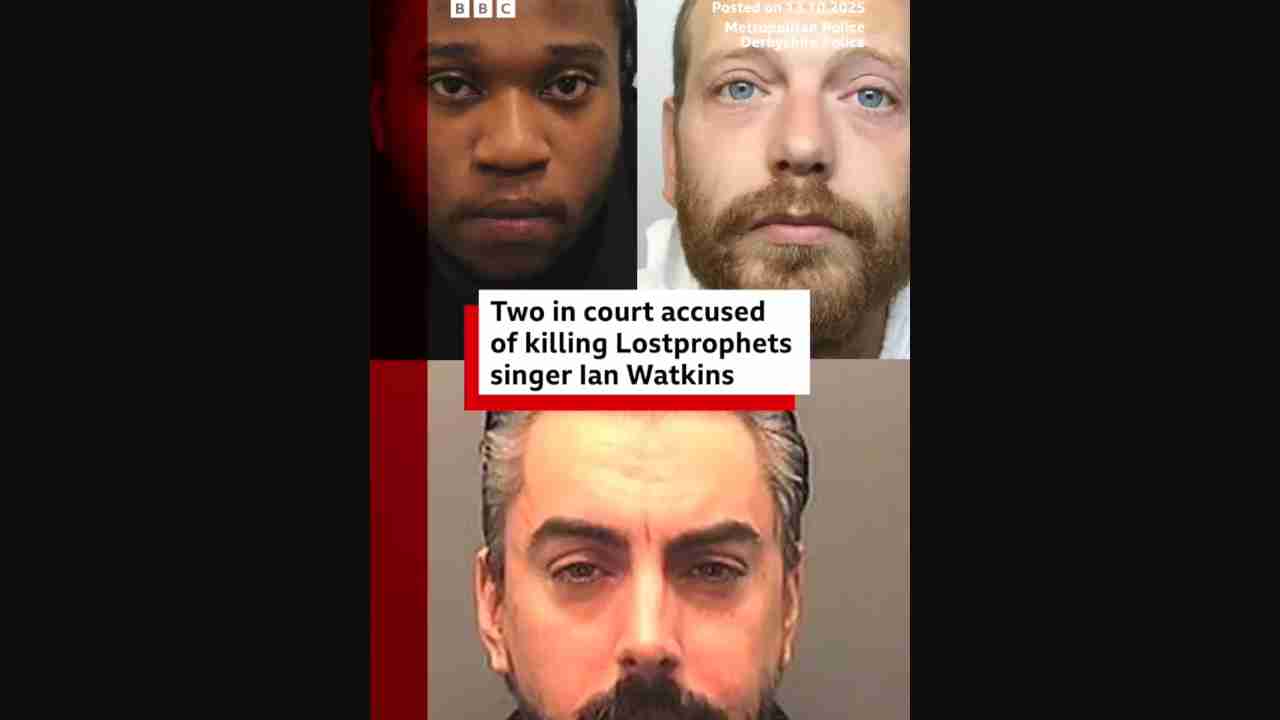 BBC
Posted on 13.10.2025
Metropolitan Police
Derbyshire Police
Two in court accused
of killing Lostprophets
singer Ian Watkins